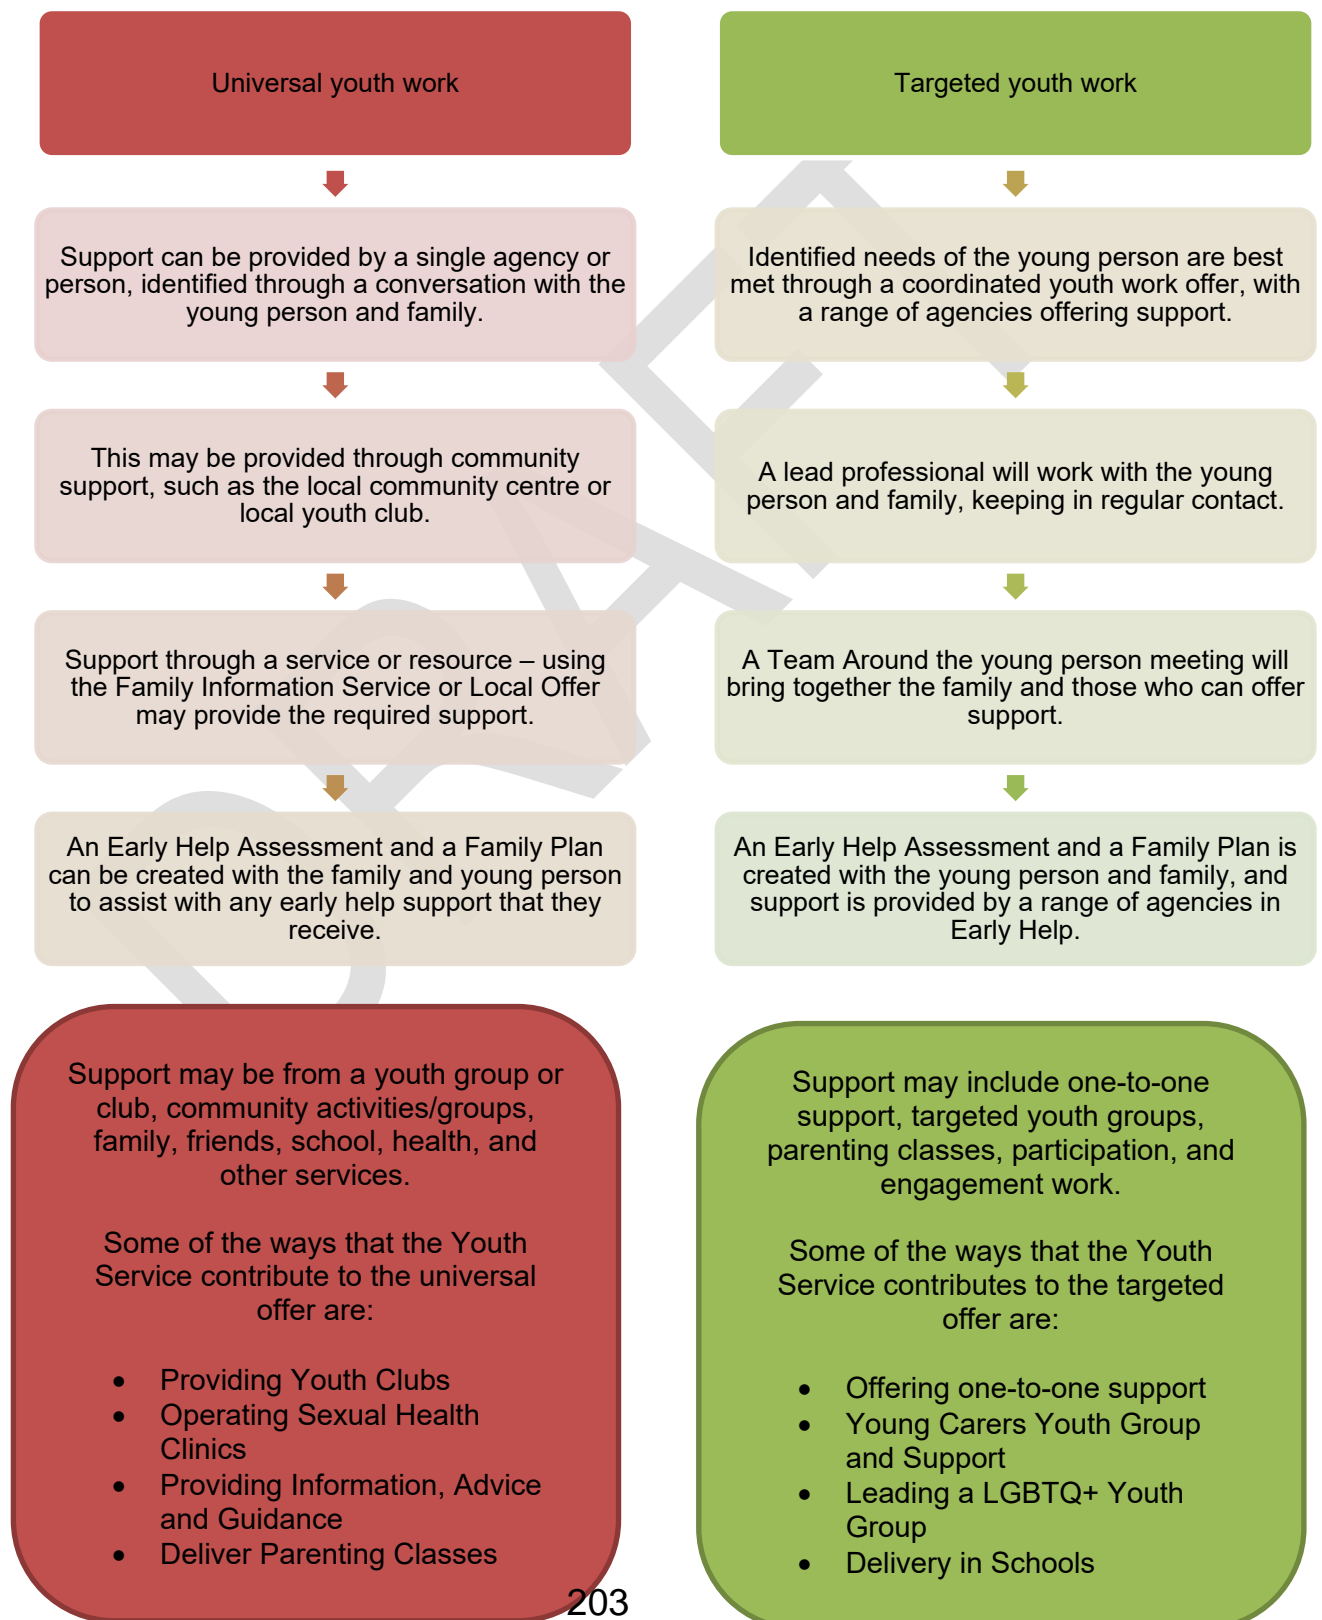 Universal youth work
Support can be provided by a single agency or
person, identified through a conversation with the
young person and family.
This may be provided through community
support, such as the local community centre or
local youth club.
Support through a service or resource – using
the Family Information Service or Local Offer
may provide the required support.
An Early Help Assessment and a Family Plan
can be created with the family and young person
to assist with any early help support that they
receive.
Support may be from a youth group or
club, community activities/groups,
family, friends, school, health, and
other services.
Some of the ways that the Youth
Service contribute to the universal
offer are:
• Providing Youth Clubs
• Operating Sexual Health
Clinics
• Providing Information, Advice
and Guidance
• Deliver Parenting Classes
Targeted youth work
Identified needs of the young person are best
met through a coordinated youth work offer, with
a range of agencies offering support.
A lead professional will work with the young
person and family, keeping in regular contact.
A Team Around the young person meeting will
bring together the family and those who can offer
support.
An Early Help Assessment and a Family Plan is
created with the young person and family, and
support is provided by a range of agencies in
Early Help.
Support may include one-to-one
support, targeted youth groups,
parenting classes, participation, and
engagement work.
Some of the ways that the Youth
Service contributes to the targeted
offer are:
• Offering one-to-one support
• Young Carers Youth Group
and Support
• Leading a LGBTQ+ Youth
Group
• Delivery in Schools
203
DRAFT